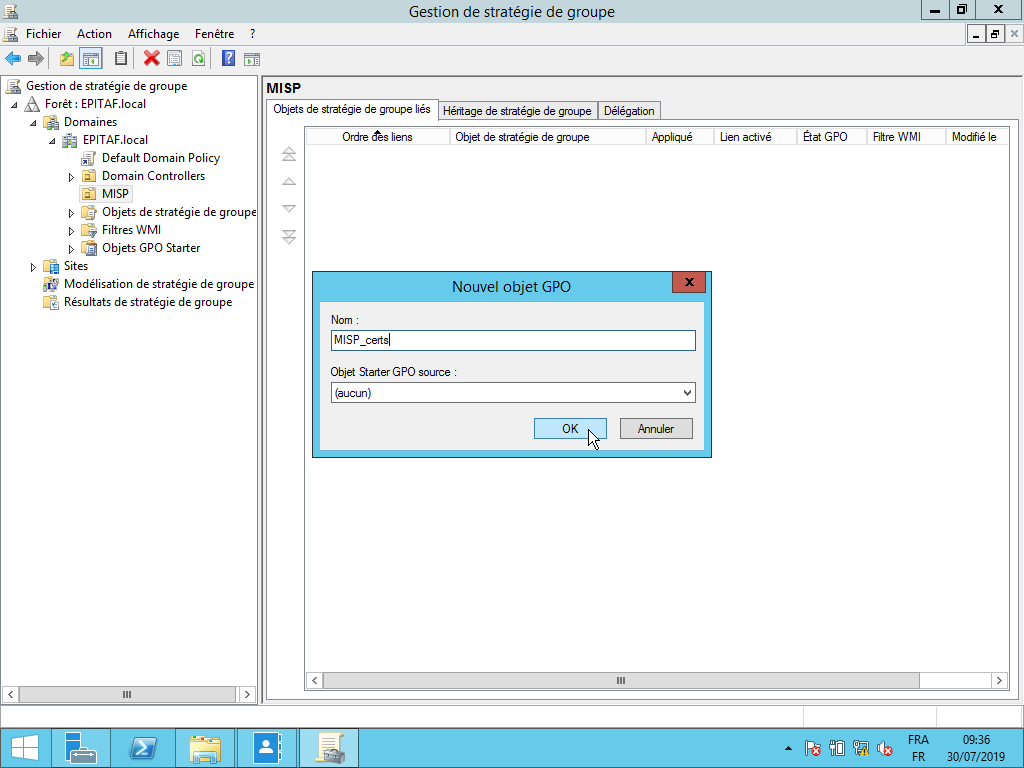 Gestion de stratégie de groupe
Fichier Action Affichage Fenêtre ?
Gestion de stratégie de groupe
Forêt : EPITAF.local
Domaines
EPITAF.local
Default Domain Policy
Domain Controllers
MISP
Objets de stratégie de groupe
Filtres WMI
Objets GPO Starter
Sites
Modélisation de stratégie de groupe
Résultats de stratégie de groupe
MISP
Objets de stratégie de groupe liés Héritage de stratégie de groupe Délégation
Ordre des liens Objet de stratégie de groupe Appliqué Lien activé État GPO Filtre WMI Modifié le
Nouvel objet GPO
Nom :
MISP_certs
Objet Starter GPO source :
(aucun)
OK Annuler
FRA 09:36
FR 30/07/2019